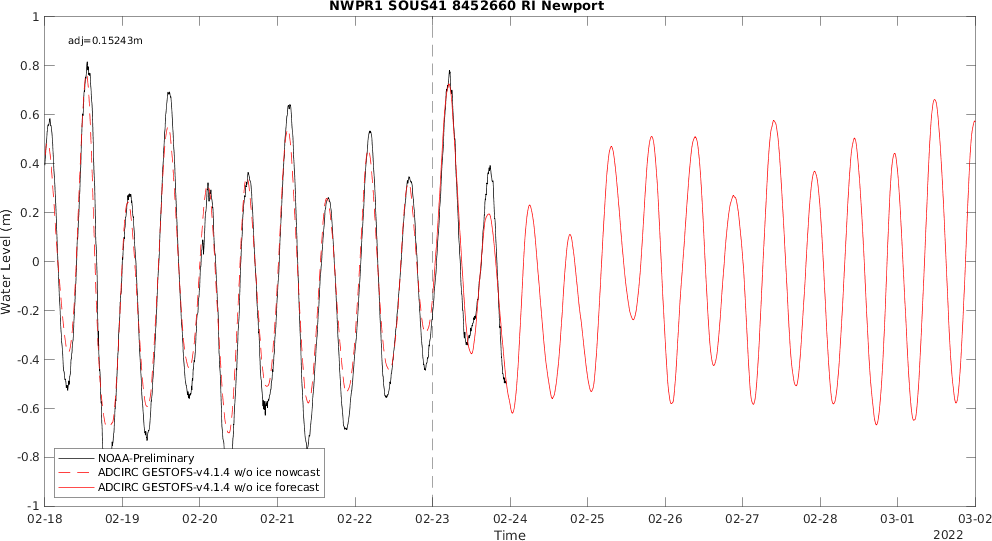 NWPR1 SOUS41 8452660 RI Newport
adj=0.15243m
1
0.8
0.6
0.4
0.2
0
-0.2
-0.4
-0.6
-0.8
-1
Water Level (m)
NOAA-Preliminary
ADCIRC GESTOFS-v4.1.4 w/o ice nowcast
ADCIRC GESTOFS-v4.1.4 w/o ice forecast
02-18 02-19 02-20 02-21 02-22 02-23 02-24 02-25 02-26 02-27 02-28 03-01 03-02
Time
2022